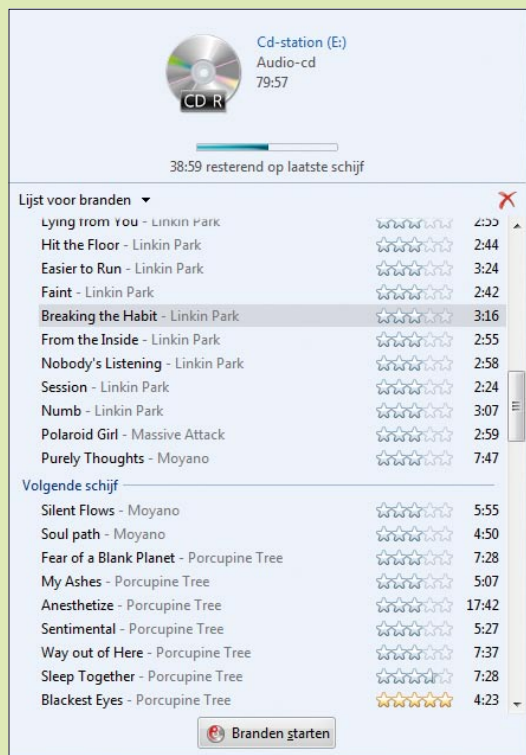 Cd-station (E:)
Audio-cd
79:57
CD R
38:59 resterend op laatste schijf
Lijst voor branden
Lying from You - Linkin Park 2:55
Hit the Floor - Linkin Park 2:44
Easier to Run - Linkin Park 3:24
Faint - Linkin Park 2:42
Breaking the Habit - Linkin Park 3:16
From the Inside - Linkin Park 2:55
Nobody's Listening - Linkin Park 2:58
Session - Linkin Park 2:24
Numb - Linkin Park 3:07
Polaroid Girl - Massive Attack 2:59
Purely Thoughts - Moyano 7:47
Volgende schijf
Silent Flows - Moyano 5:55
Soul path - Moyano 4:50
Fear of a Blank Planet - Porcupine Tree 7:28
My Ashes - Porcupine Tree 5:07
Anesthetize - Porcupine Tree 17:42
Sentimental - Porcupine Tree 5:27
Way out of Here - Porcupine Tree 7:37
Sleep Together - Porcupine Tree 7:28
Blackest Eyes - Porcupine Tree 4:23
Branden starten